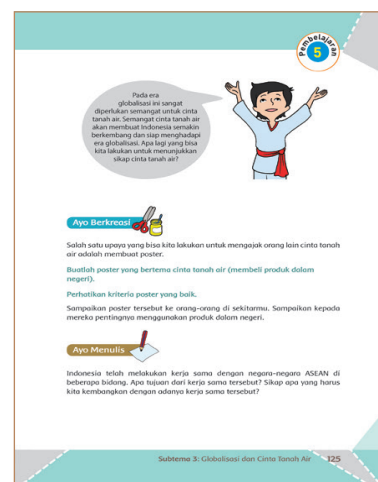 Pembelajaran
5
Pada era
globalisasi ini sangat
diperlukan semangat untuk cinta
tanah air. Semangat cinta tanah air
akan membuat Indonesia semakin
berkembang dan siap menghadapi
era globalisasi. Apa lagi yang bisa
kita lakukan untuk menunjukkan
sikap cinta tanah air?
Ayo Berkreasi
Salah satu upaya yang bisa kita lakukan untuk mengajak orang lain cinta tanah
air adalah membuat poster.
Buatlah poster yang bertema cinta tanah air (membeli produk dalam
negeri).
Perhatikan kriteria poster yang baik.
Sampaikan poster tersebut ke orang-orang di sekitarmu. Sampaikan kepada
mereka pentingnya menggunakan produk dalam negeri.
Ayo Menulis
Indonesia telah melakukan kerja sama dengan negara-negara ASEAN di
beberapa bidang. Apa tujuan dari kerja sama tersebut? Sikap apa yang harus
kita kembangkan dengan adanya kerja sama tersebut?
Subtema 3: Globalisasi dan Cinta Tanah Air 125